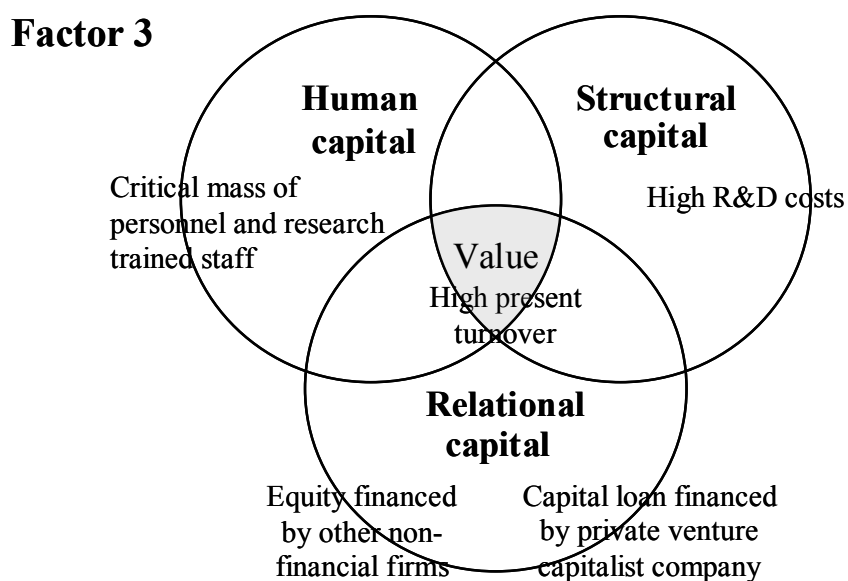 Factor 3
Human
capital
Structural
capital
Critical mass of
personnel and research
trained staff
High R&D costs
Value
High present
turnover
Relational
capital
Equity financed
by other non-
financial firms
Capital loan financed
by private venture
capitalist company